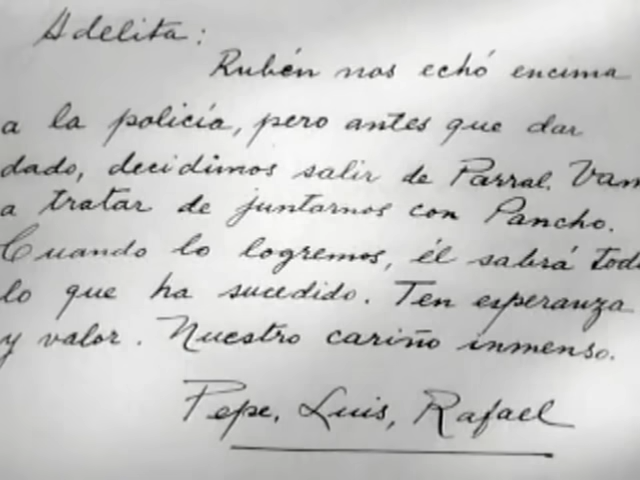 Adelita:
Rubén nos echó encima
a la policía, pero antes que dar
dado, decidimos salir de Parral. Vam
a tratar de juntarnos con Pancho.
Cuando lo logremos, él sabrá tod
lo que ha sucedido. Ten esperanza
y valor. Nuestro cariño inmenso.
Pepe, Luis, Rafael